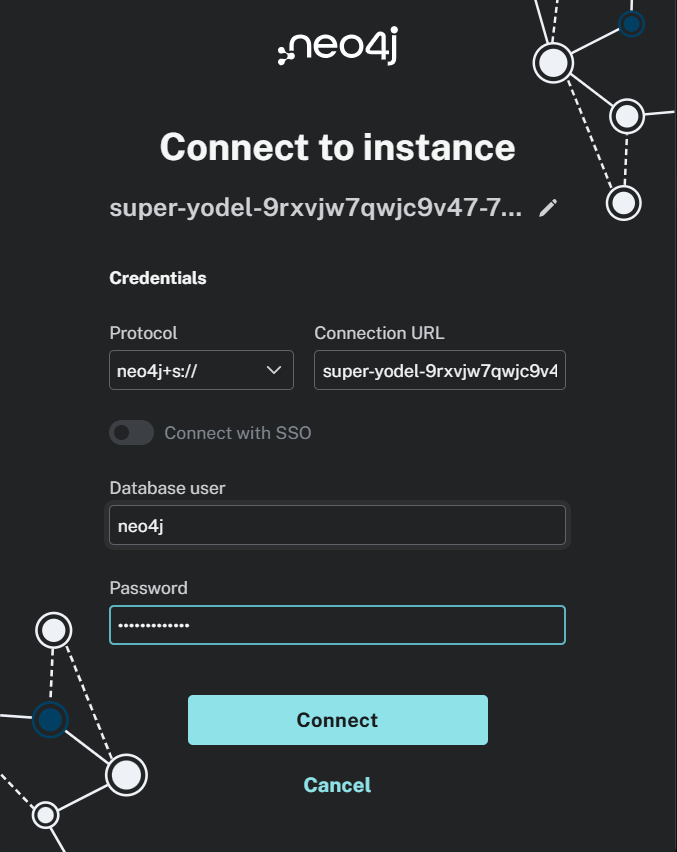 neo4j
Connect to instance
super-yodel-9rxvjw7qwjc9v47-7...
Credentials
Protocol
Connection URL
neo4j+s://
super-yodel-9rxvjw7qwjc9v4
Connect with SSO
Database user
neo4j
Password
•••••••••••••
Connect
Cancel